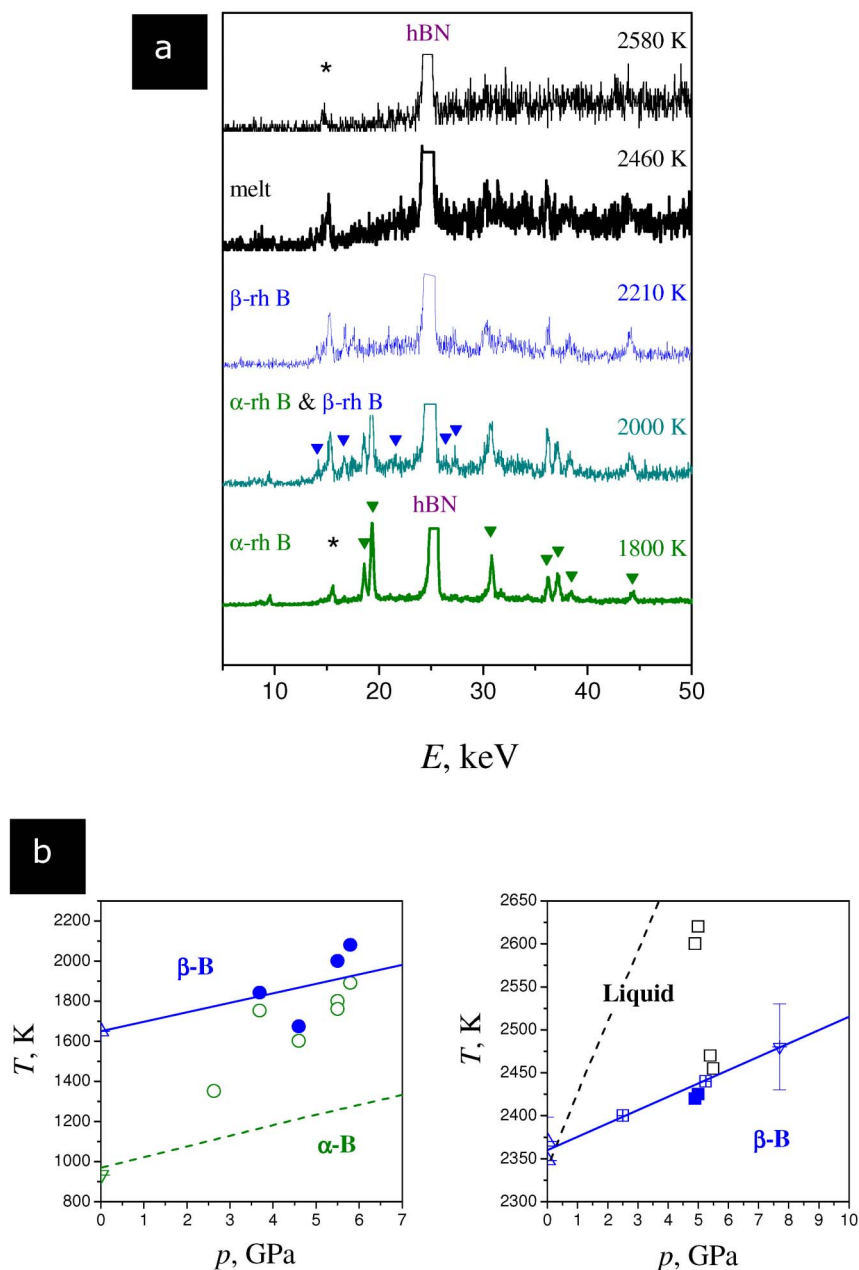 a
hBN
2580 K
*
2460 K
melt
β-rh B
2210 K
α-rh B & β-rh B
2000 K
hBN
α-rh B
*
1800 K
10 20 30 40 50
E, keV
b
2200
2000
1800
1600
1400
1200
1000
800
T, K
β-B
α-B
0 1 2 3 4 5 6 7
p, GPa
2650
2600
2550
2500
2450
2400
2350
2300
T, K
Liquid
β-B
0 1 2 3 4 5 6 7 8 9 10
p, GPa